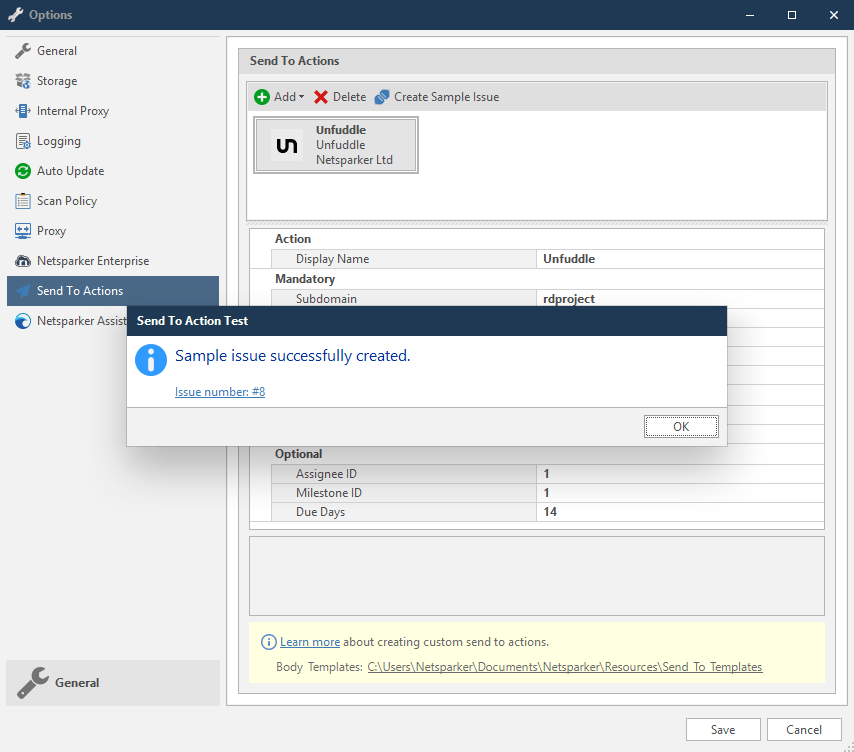 Options
General
Storage
Internal Proxy
Logging
Auto Update
Scan Policy
Proxy
Netsparker Enterprise
Send To Actions
Netsparker Assist
General
Send To Actions
Add Delete Create Sample Issue
un
Unfuddle
Unfuddle
Netsparker Ltd
Action
Display Name Unfuddle
Mandatory
Subdomain rdproject
Send To Action Test
Sample issue successfully created.
Issue number: #8
OK
Optional
Assignee ID 1
Milestone ID 1
Due Days 14
Learn more about creating custom send to actions.
Body Templates: C:\Users\Netsparker\Documents\Netsparker\Resources\Send To Templates
Save Cancel